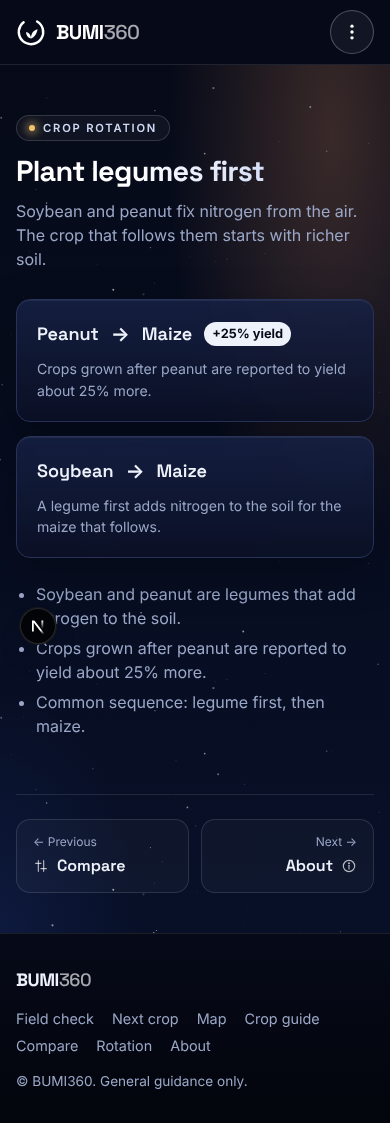 BUMI360
CROP ROTATION
Plant legumes first
Soybean and peanut fix nitrogen from the air.
The crop that follows them starts with richer
soil.
Peanut → Maize +25% yield
Crops grown after peanut are reported to yield
about 25% more.
Soybean → Maize
A legume first adds nitrogen to the soil for the
maize that follows.
• Soybean and peanut are legumes that add
rogen to the soil.
• Crops grown after peanut are reported to
yield about 25% more.
• Common sequence: legume first, then
maize.
← Previous
Compare
Next →
About
BUMI360
Field check Next crop Map Crop guide
Compare Rotation About
© BUMI360. General guidance only.